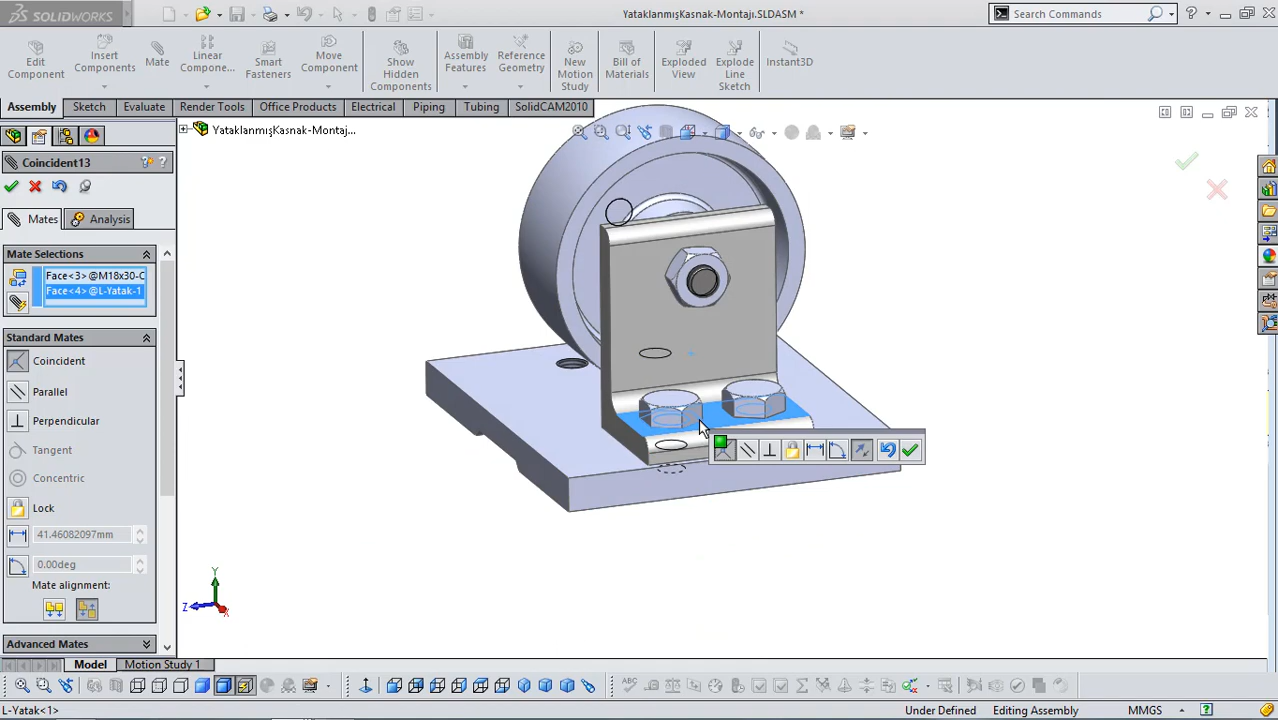 SOLIDWORKS
YataklanmışKasnak-Montajı.SLDASM *
Search Commands
Edit Component
Insert Components
Mate
Linear Compone...
Smart Fasteners
Move Component
Show Hidden Components
Assembly Features
Reference Geometry
New Motion Study
Bill of Materials
Exploded View
Explode Line Sketch
Instant3D
Assembly
Sketch
Evaluate
Render Tools
Office Products
Electrical
Piping
Tubing
SolidCAM2010
YataklanmışKasnak-Montaj...
Coincident13
Mates
Analysis
Mate Selections
Face<3>@M18x30-C
Face<4>@L-Yatak-1
Standard Mates
Coincident
Parallel
Perpendicular
Tangent
Concentric
Lock
41.46082097mm
0.00deg
Mate alignment:
Advanced Mates
Y
Z
X
Model
Motion Study 1
L-Yatak<1>
Under Defined
Editing Assembly
MMGS